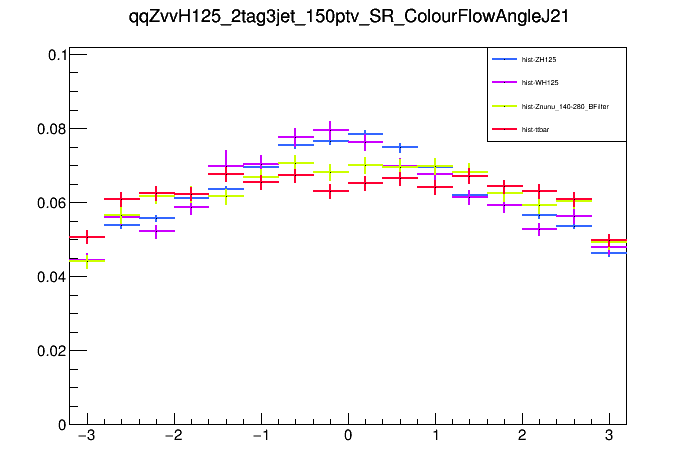 qqZvvH125_2tag3jet_150ptv_SR_ColourFlowAngleJ21
0.1
hist-ZH125
hist-WH125
hist-Znunu_140-280_BFilter
hist-ttbar
0.08
0.06
0.04
0.02
0
−3 −2 −1 0 1 2 3